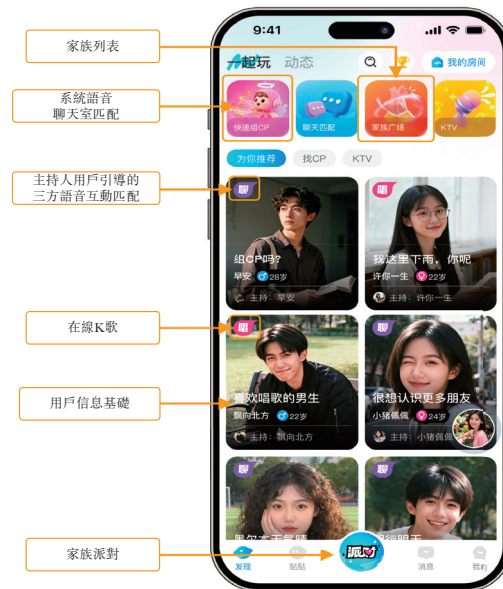 家族列表
系統語音
聊天室匹配
主持人用戶引導的
三方語音互動匹配
在線K歌
用戶信息基礎
家族派對
9:41
一起玩 动态
我的房间
快速组CP
聊天匹配
家族广场
KTV
为你推荐 找CP KTV
聊
唱
组CP吗?
早安 28岁
主持: 早安
我这里下雨，你呢
许你一生 22岁
主持: 许你一生
唱
聊
喜欢唱歌的男生
飘向北方 22岁
主持: 飘向北方
很想认识更多朋友
小猪佩佩 24岁
主持: 小猪佩佩
聊
聊
发现
贴贴
派对
消息
我的